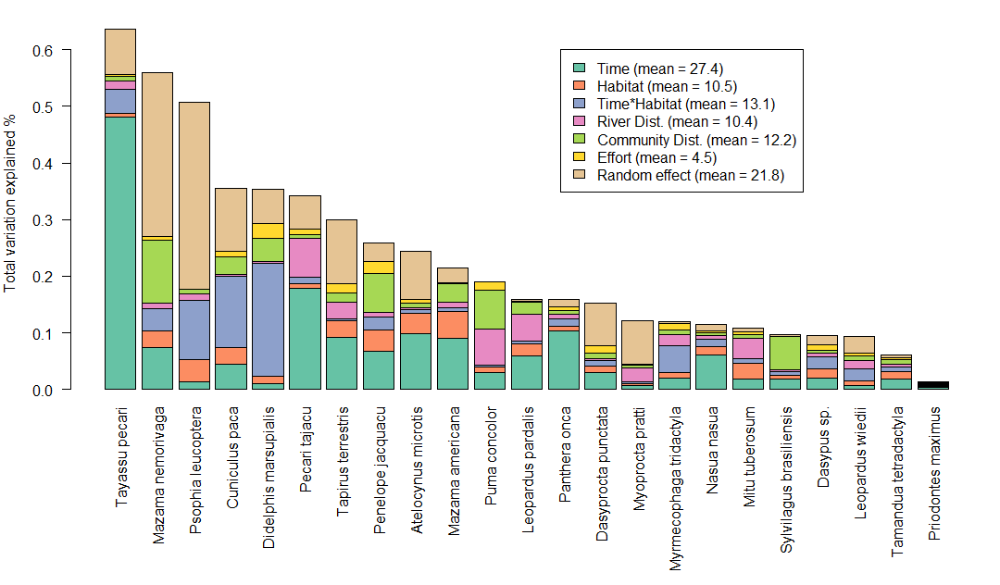 Total variation explained %
0.6
0.5
0.4
0.3
0.2
0.1
0.0
Time (mean = 27.4)
Habitat (mean = 10.5)
Time*Habitat (mean = 13.1)
River Dist. (mean = 10.4)
Community Dist. (mean = 12.2)
Effort (mean = 4.5)
Random effect (mean = 21.8)
Tayassu pecari
Mazama nemorivaga
Psophia leucoptera
Cuniculus paca
Didelphis marsupialis
Pecari tajacu
Tapirus terrestris
Penelope jacquacu
Atelocynus microtis
Mazama americana
Puma concolor
Leopardus pardalis
Panthera onca
Dasyprocta punctata
Myoprocta pratti
Myrmecophaga tridactyla
Nasua nasua
Mitu tuberosum
Sylvilagus brasiliensis
Dasypus sp.
Leopardus wiedii
Tamandua tetradactyla
Priodontes maximus